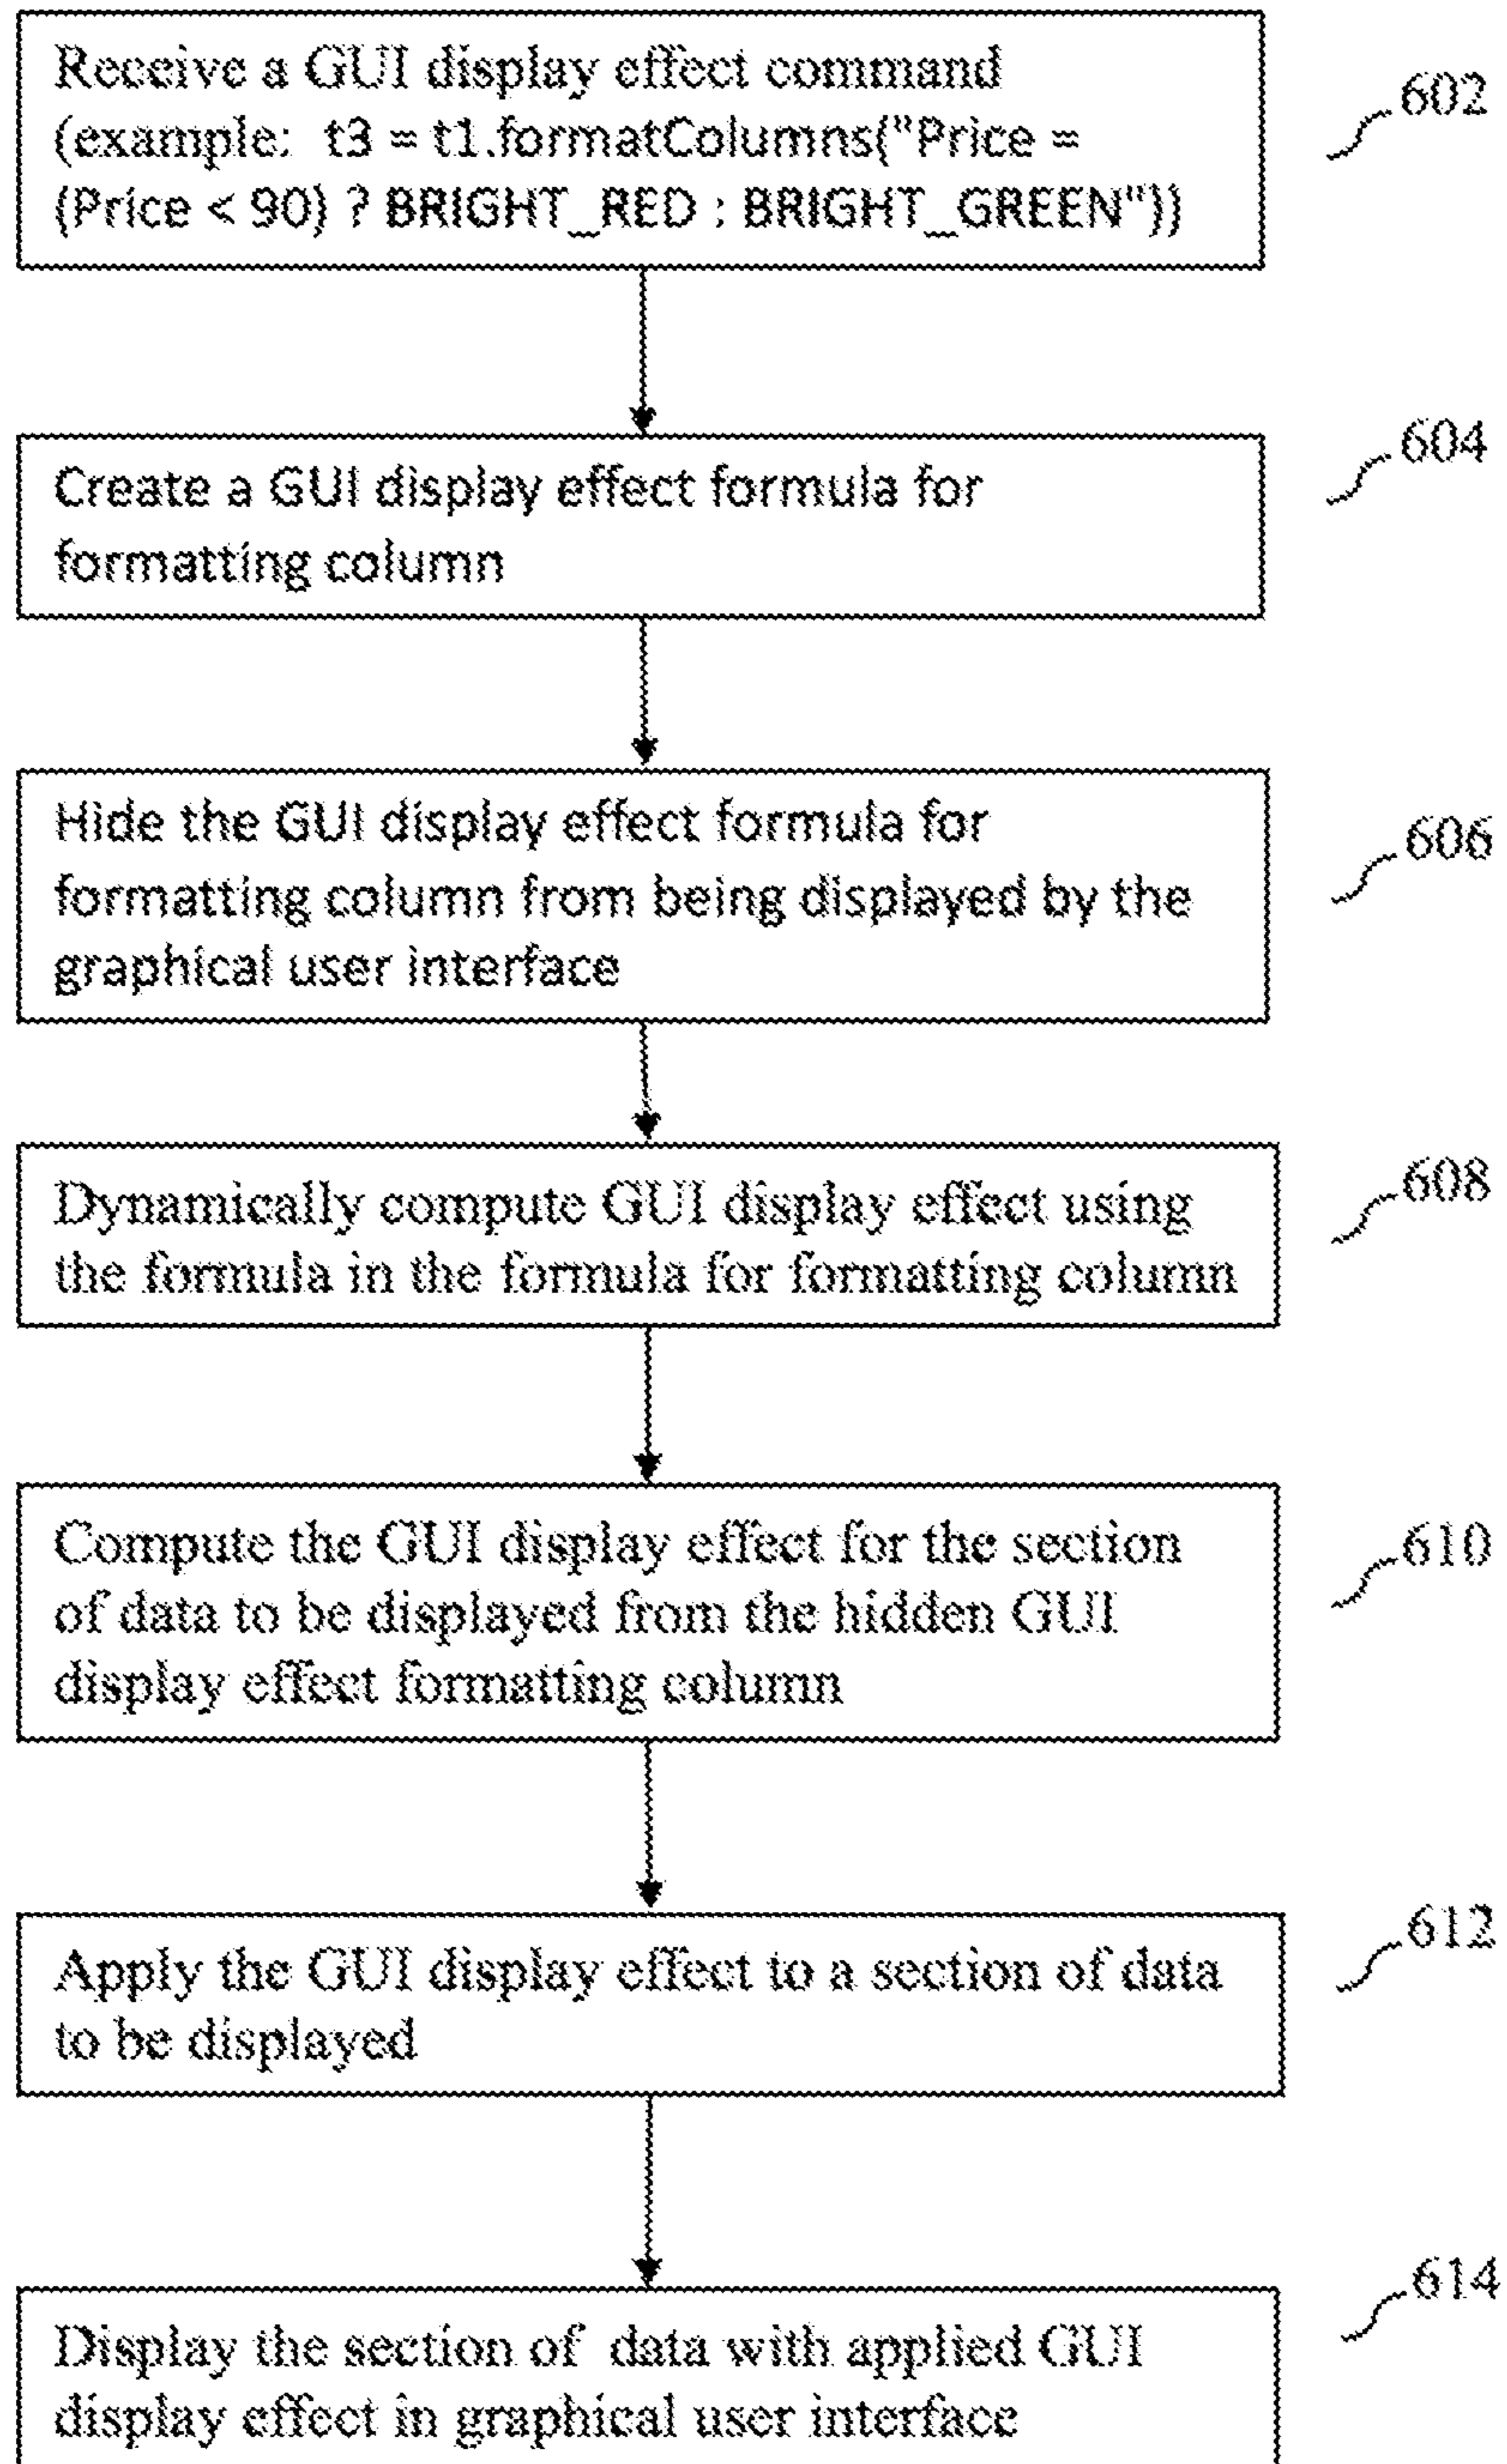 Receive a GUI display effect command
(example:  t3 = t1.formatColumns("Price =
(Price < 90) ? BRIGHT_RED : BRIGHT_GREEN"))
602
Create a GUI display effect formula for
formatting column
604
Hide the GUI display effect formula for
formatting column from being displayed by the
graphical user interface
606
Dynamically compute GUI display effect using
the formula in the formula for formatting column
608
Compute the GUI display effect for the section
of data to be displayed from the hidden GUI
display effect formatting column
610
Apply the GUI display effect to a section of data
to be displayed
612
Display the section of  data with applied GUI
display effect in graphical user interface
614